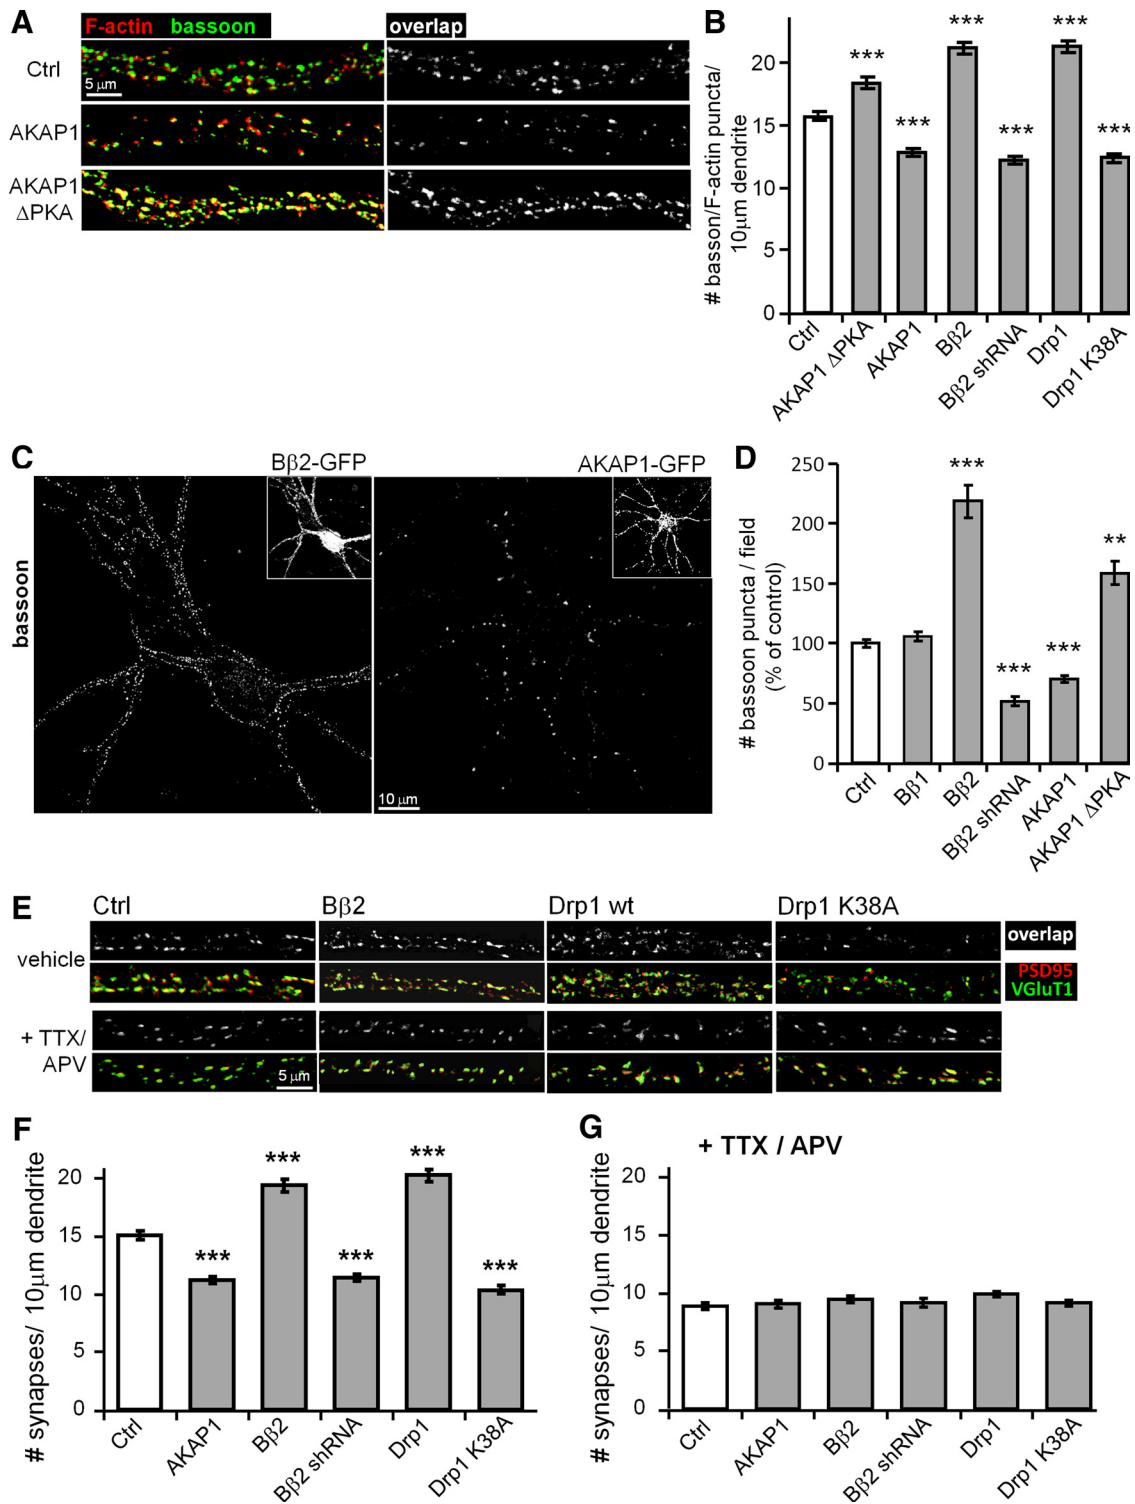 A
F-actin bassoon
overlap
Ctrl
5 µm
AKAP1
AKAP1
ΔPKA
B
# basson/F-actin puncta/
10µm dendrite
20
15
10
5
0
***
***
***
***
***
***
Ctrl
AKAP1 ΔPKA
AKAP1
Bβ2
Bβ2 shRNA
Drp1
Drp1 K38A
C
Bβ2-GFP
AKAP1-GFP
bassoon
10 µm
D
# bassoon puncta / field
(% of control)
250
200
150
100
50
0
***
***
***
**
Ctrl
Bβ1
Bβ2
Bβ2 shRNA
AKAP1
AKAP1 ΔPKA
E
Ctrl
Bβ2
Drp1 wt
Drp1 K38A
vehicle
overlap
PSD95
VGluT1
+ TTX/
APV
5 µm
F
# synapses/ 10µm dendrite
20
15
10
5
0
***
***
***
***
***
Ctrl
AKAP1
Bβ2
Bβ2 shRNA
Drp1
Drp1 K38A
G
+ TTX / APV
# synapses/ 10µm dendrite
20
15
10
5
0
Ctrl
AKAP1
Bβ2
Bβ2 shRNA
Drp1
Drp1 K38A